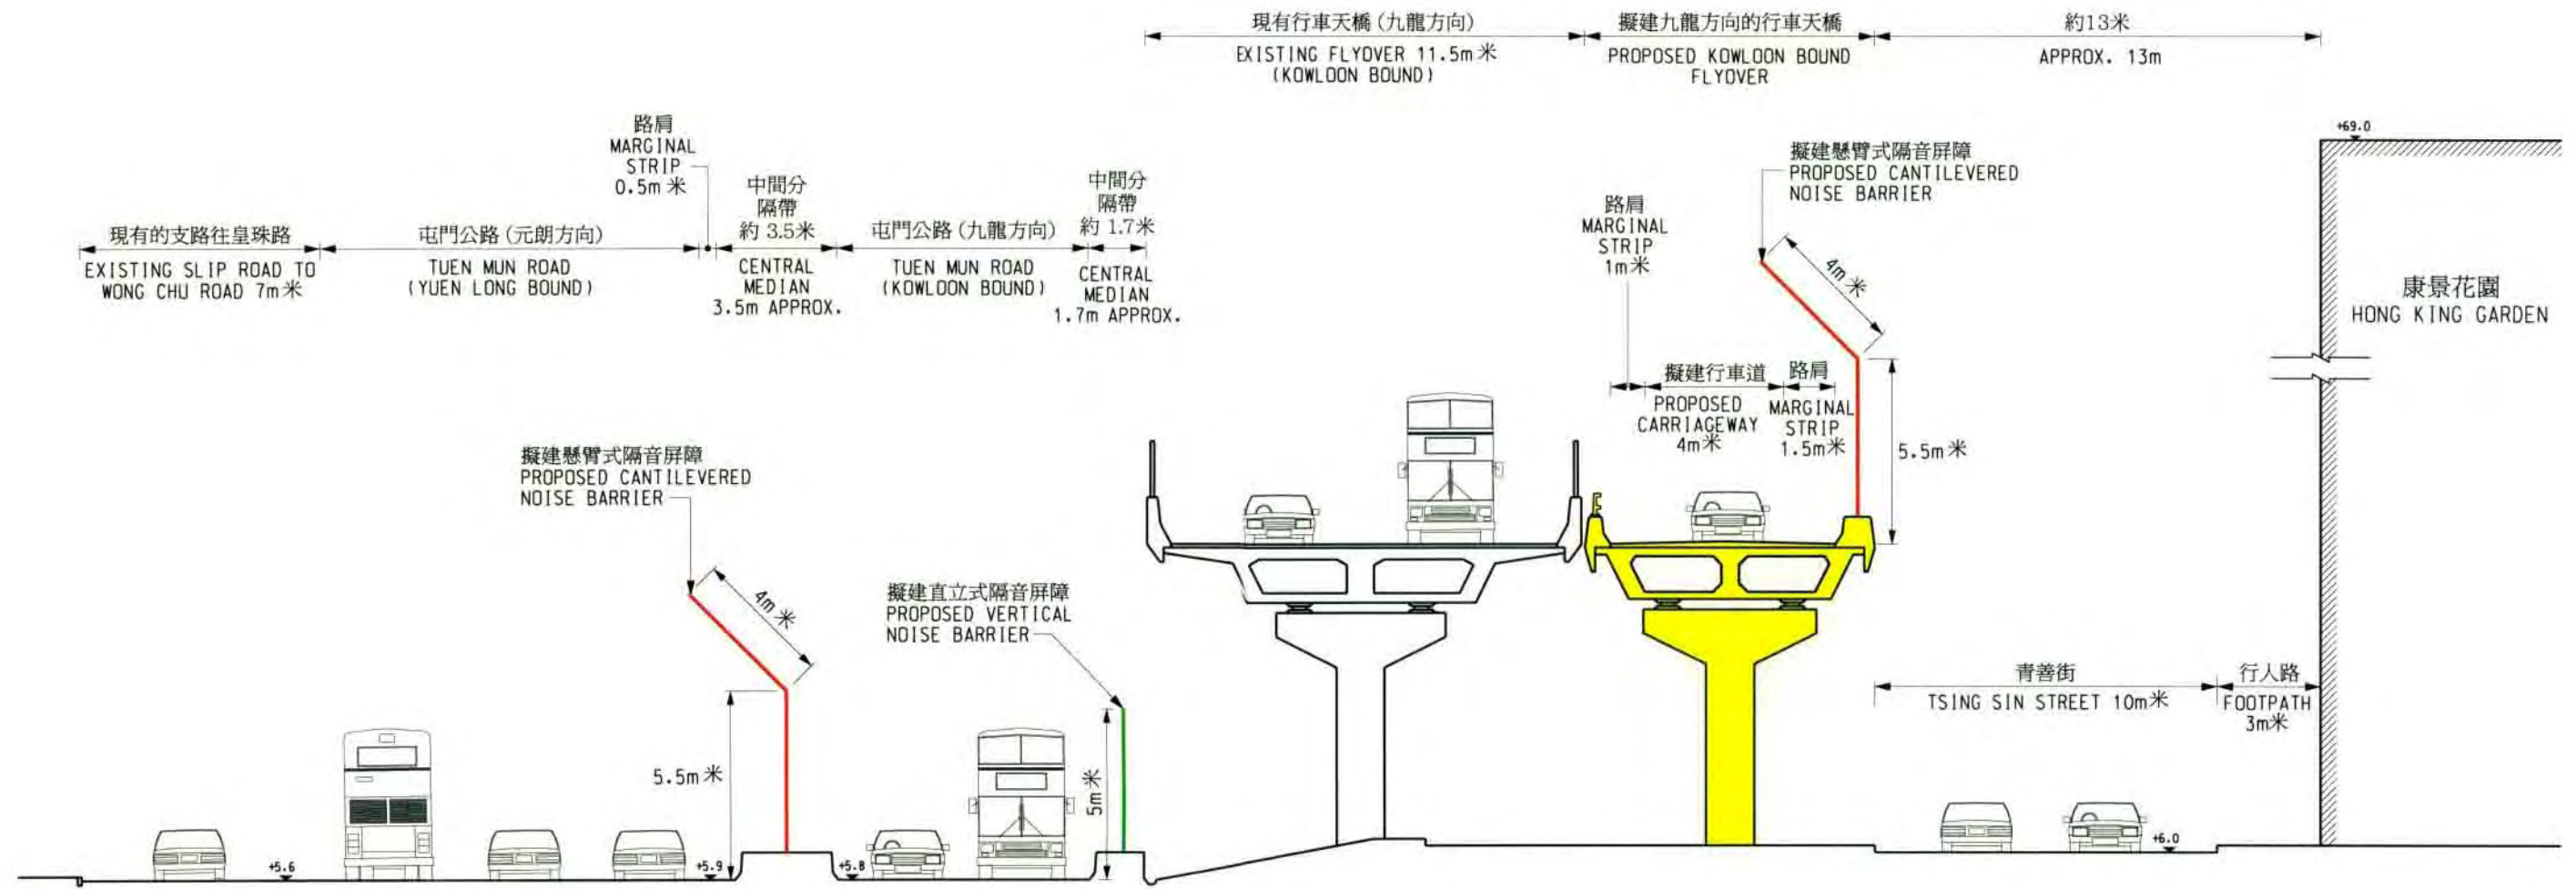 現有行車天橋(九龍方向)
EXISTING FLYOVER 11.5m米
(KOWLOON BOUND)
擬建九龍方向的行車天橋
PROPOSED KOWLOON BOUND
FLYOVER
約13米
APPROX. 13m
路肩
MARGINAL
STRIP
0.5m米
中間分
隔帶
約 3.5米
CENTRAL
MEDIAN
3.5m APPROX.
中間分
隔帶
約 1.7米
CENTRAL
MEDIAN
1.7m APPROX.
現有的支路往皇珠路
EXISTING SLIP ROAD TO
WONG CHU ROAD 7m米
屯門公路(元朗方向)
TUEN MUN ROAD
(YUEN LONG BOUND)
屯門公路(九龍方向)
TUEN MUN ROAD
(KOWLOON BOUND)
擬建懸臂式隔音屏障
PROPOSED CANTILEVERED
NOISE BARRIER
4m米
路肩
MARGINAL
STRIP
1m米
擬建行車道
PROPOSED
CARRIAGEWAY
4m米
路肩
MARGINAL
STRIP
1.5m米
5.5m米
+69.0
康景花園
HONG KING GARDEN
擬建懸臂式隔音屏障
PROPOSED CANTILEVERED
NOISE BARRIER
4m米
5.5m米
擬建直立式隔音屏障
PROPOSED VERTICAL
NOISE BARRIER
5m米
青善街
TSING SIN STREET 10m米
行人路
FOOTPATH
3m米
+5.6
+5.9
+5.8
+6.0